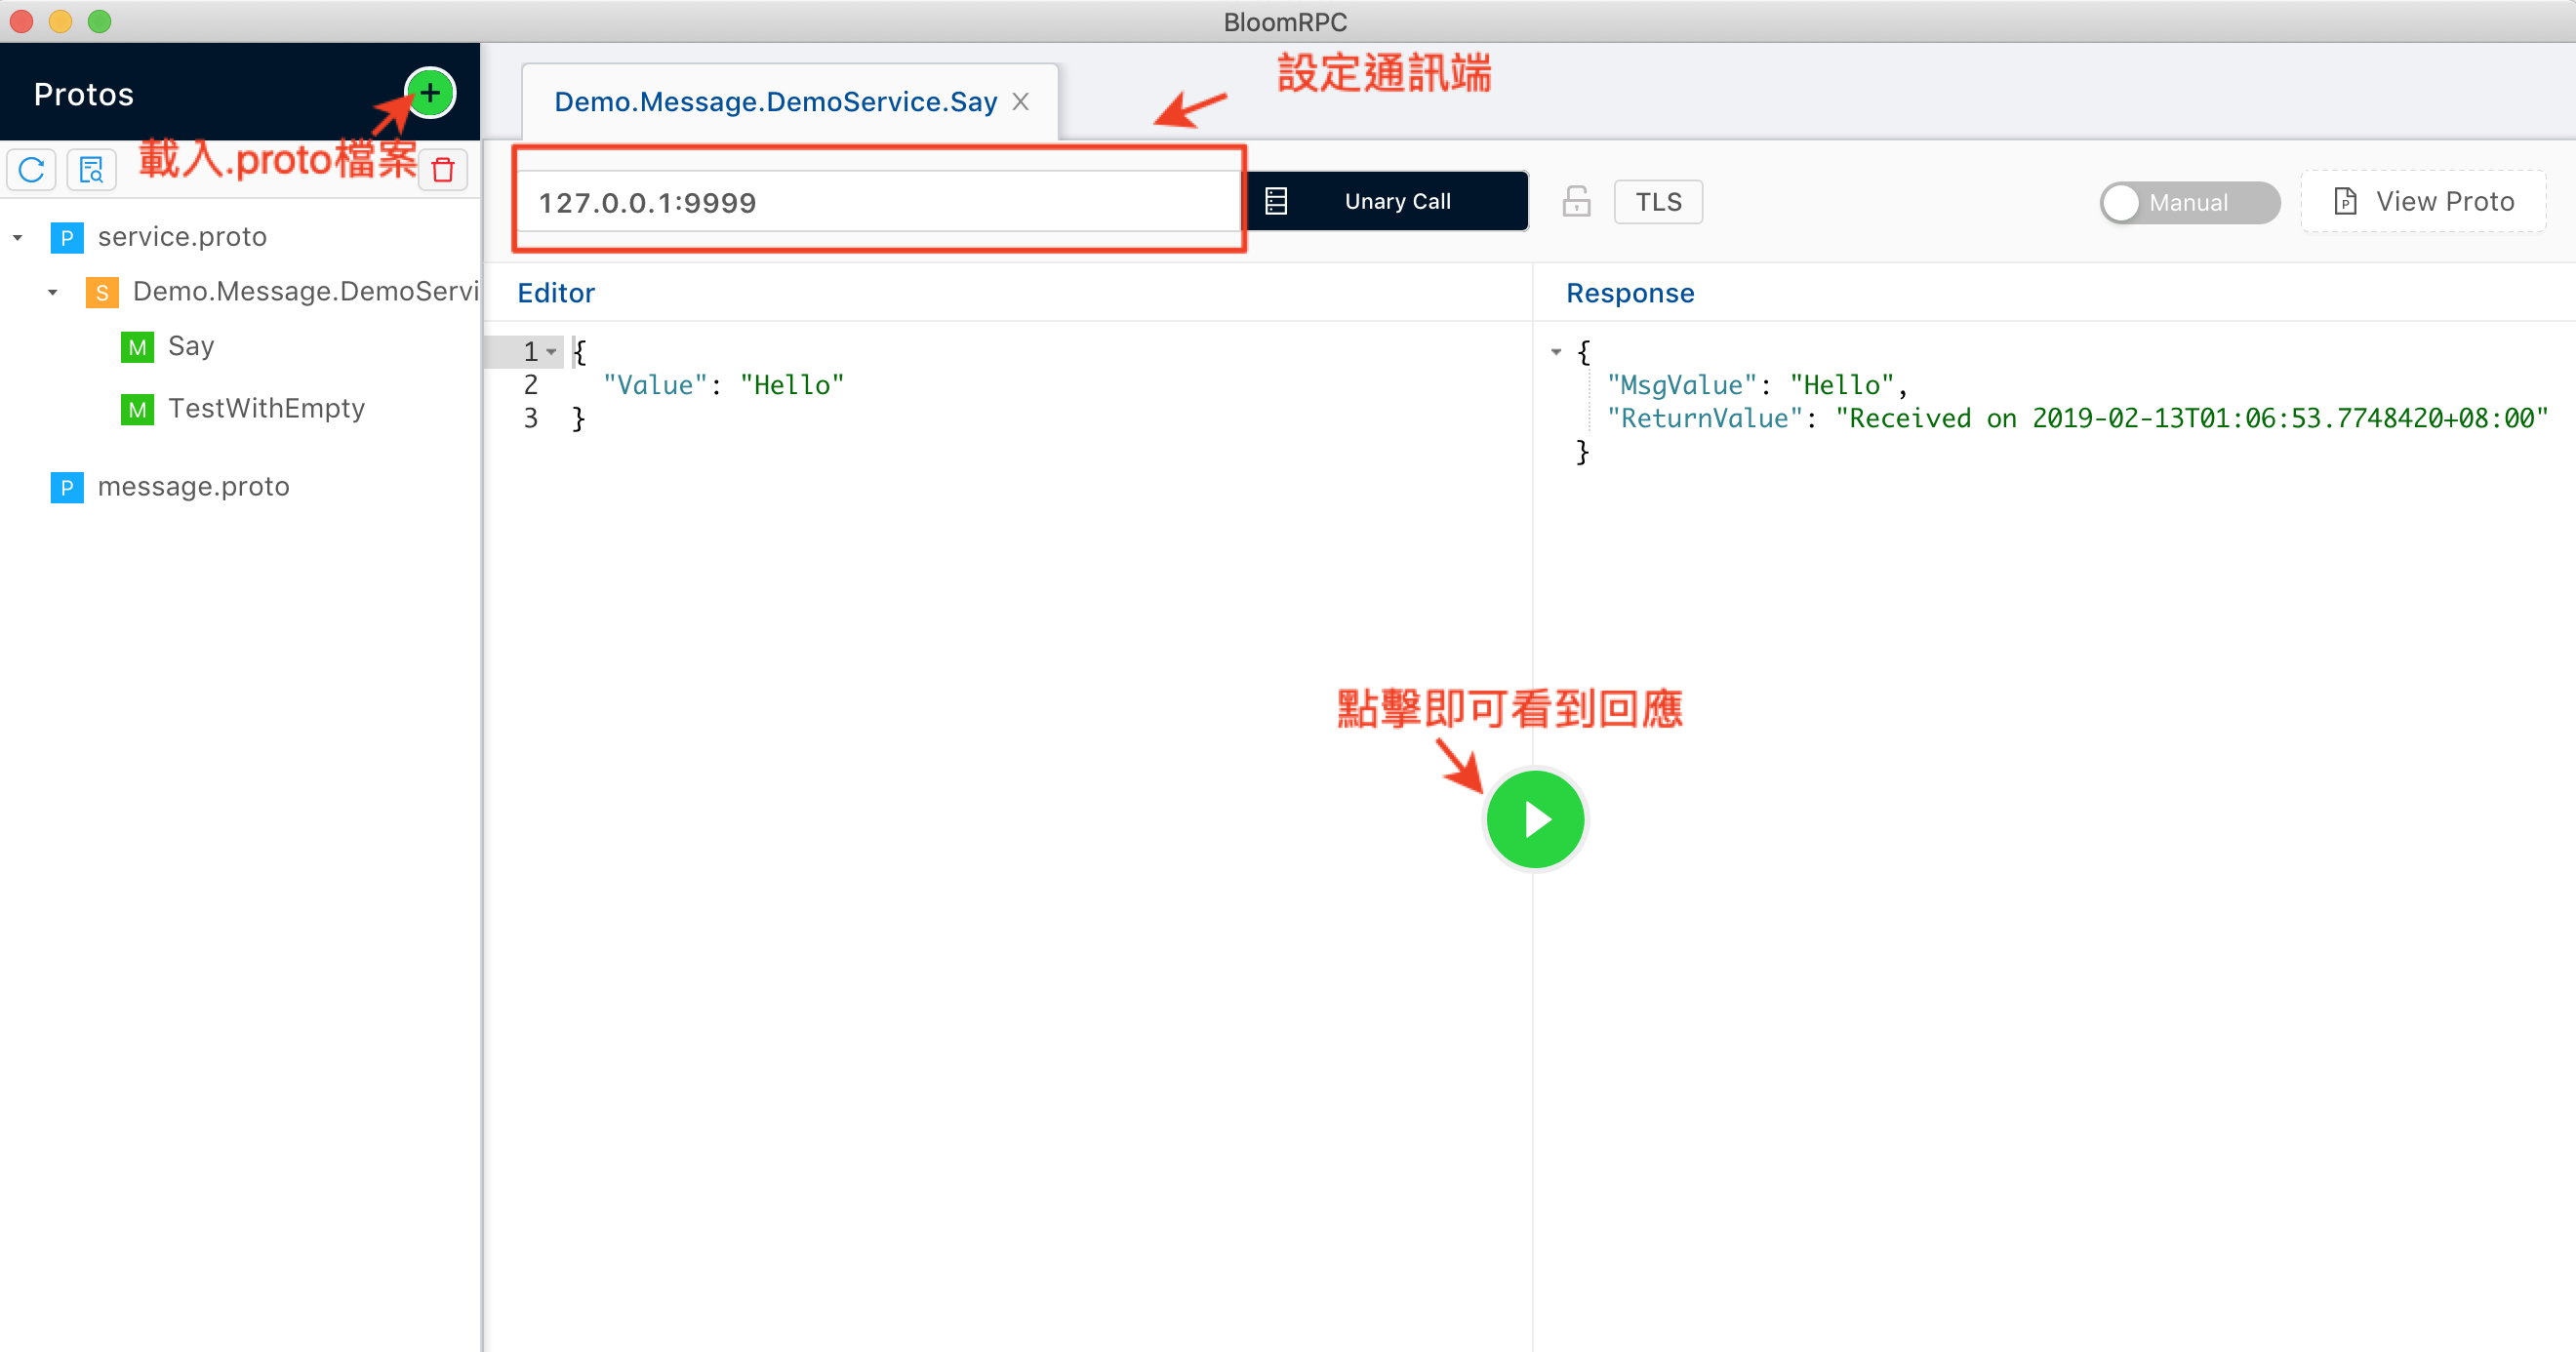 BloomRPC
Protos
載入.proto檔案
P service.proto
S Demo.Message.DemoServi
M Say
M TestWithEmpty
P message.proto
Demo.Message.DemoService.Say
設定通訊端
127.0.0.1:9999
Unary Call
TLS
Manual
View Proto
Editor
1 {
2 "Value": "Hello"
3 }
Response
{
"MsgValue": "Hello",
"ReturnValue": "Received on 2019-02-13T01:06:53.7748420+08:00"
}
點擊即可看到回應